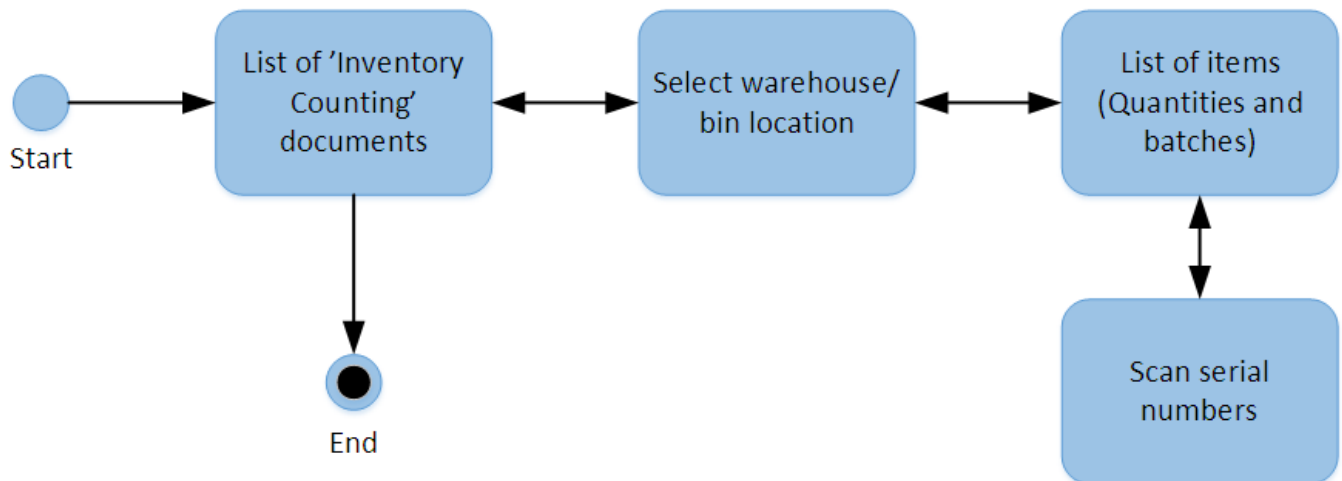 Start
List of ’Inventory
Counting’
documents
Select warehouse/
bin location
List of items
(Quantities and
batches)
Scan serial
numbers
End